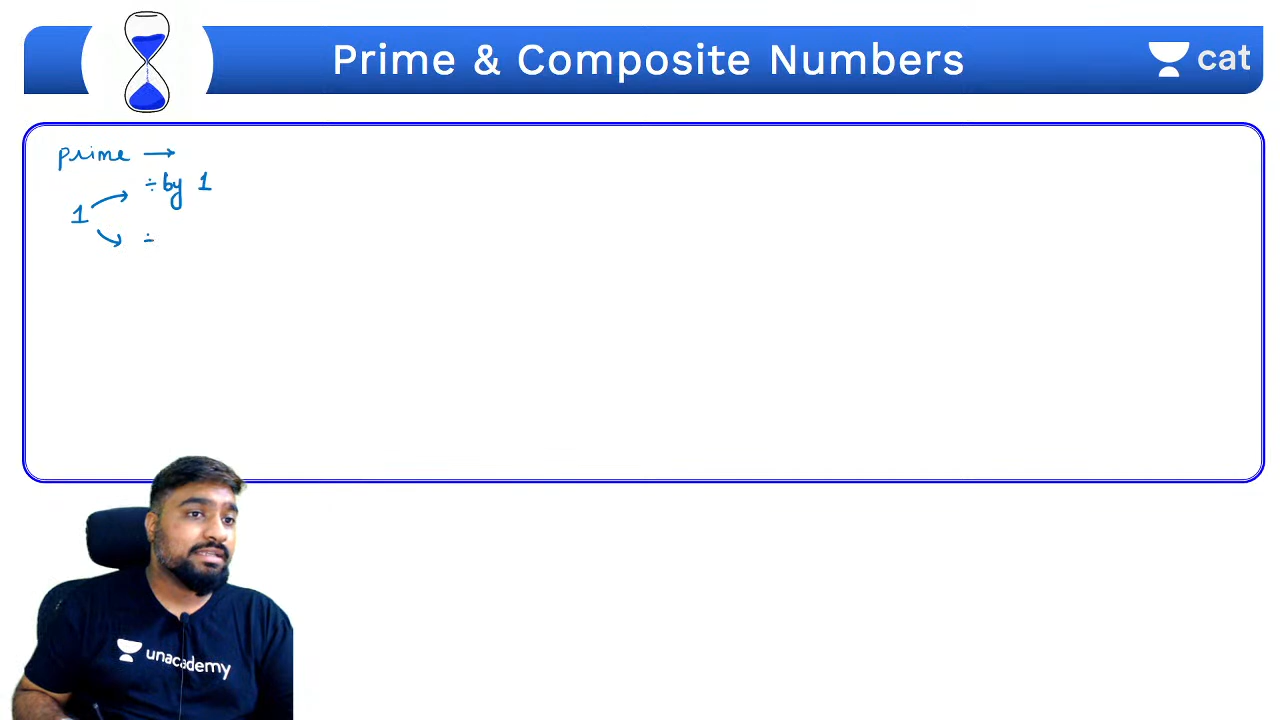 Prime & Composite Numbers
cat
prime →
÷ by 1
1
÷
unacademy